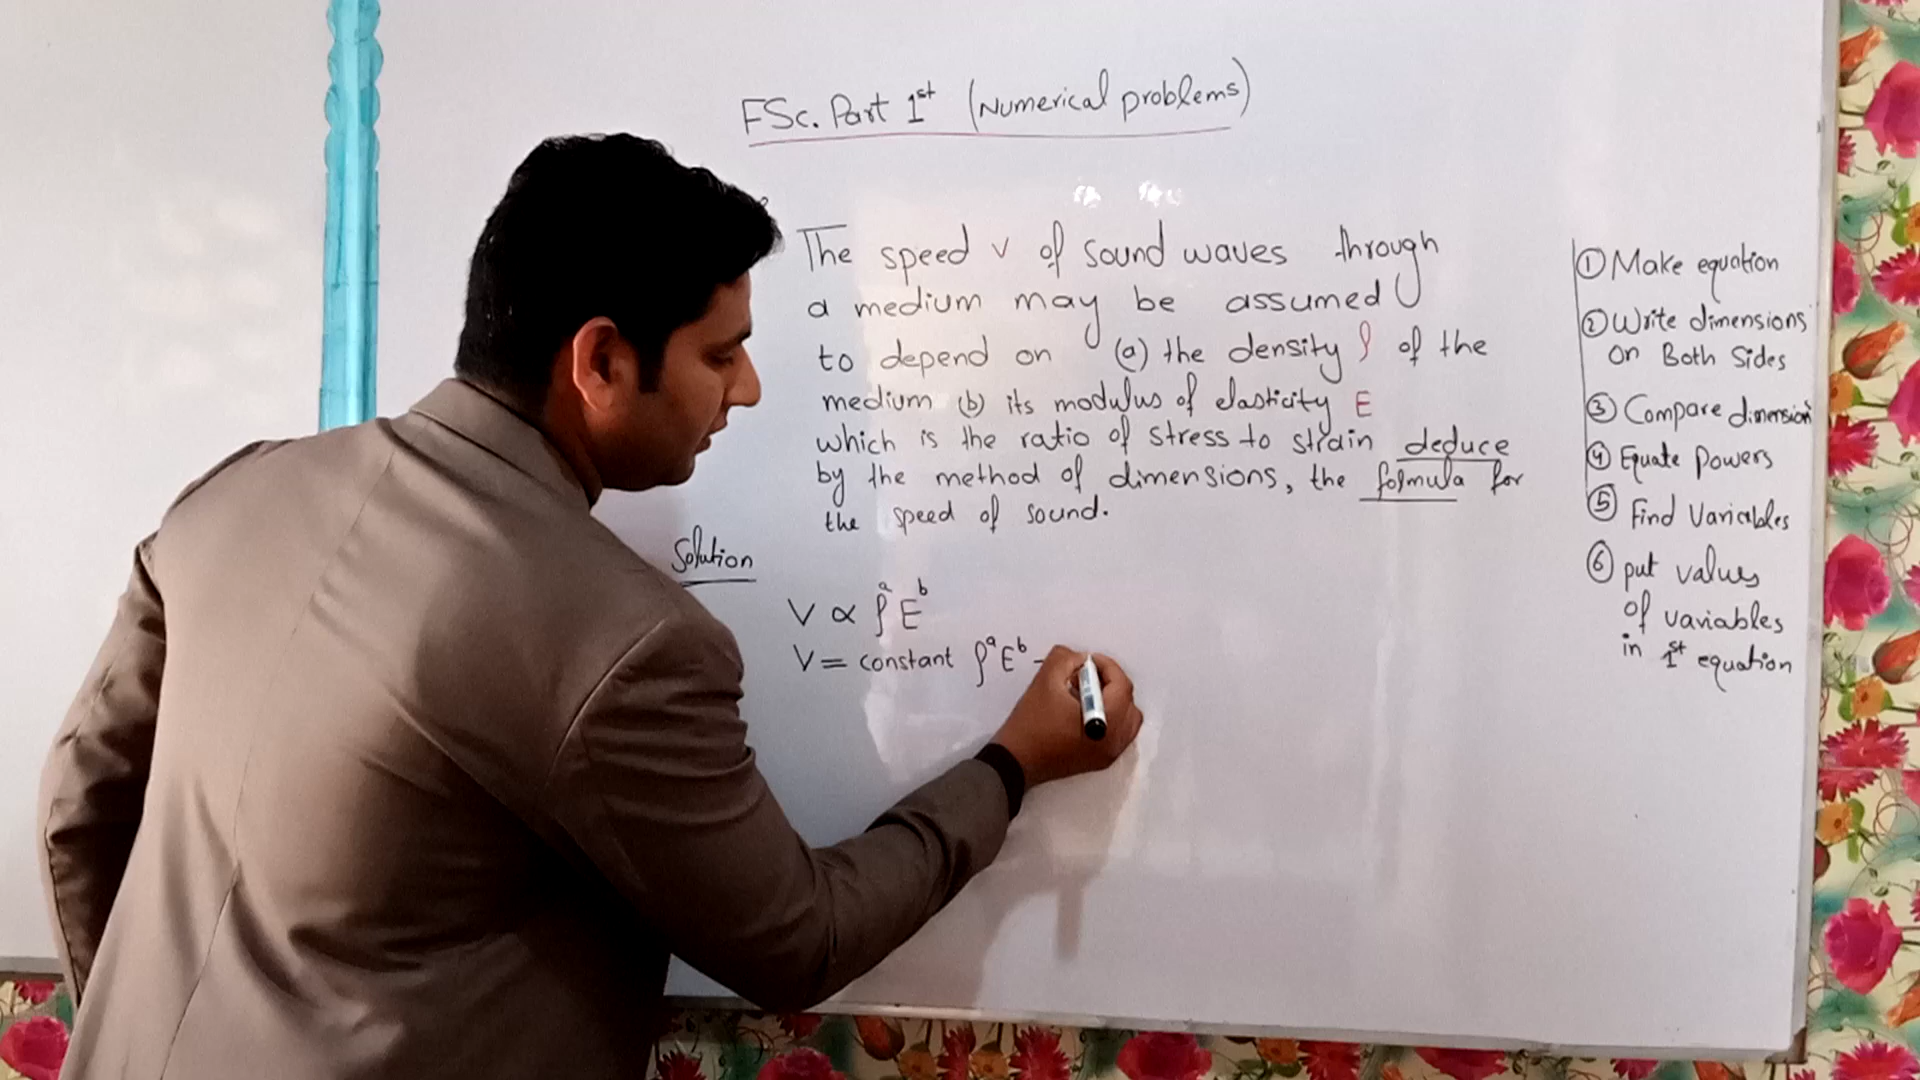 FSc. Part 1st (Numerical problems)
The speed v of sound waves through
a medium may be assumed
to depend on (a) the density ρ of the
medium (b) its modulus of elasticity E
which is the ratio of stress to strain deduce
by the method of dimensions, the formula for
the speed of sound.
Solution
V ∝ ρ^a E^b
V = constant ρ^a E^b -
① Make equation
② Write dimensions
on Both Sides
③ Compare dimension
④ Equate Powers
⑤ Find Variables
⑥ put values
of variables
in 1st equation